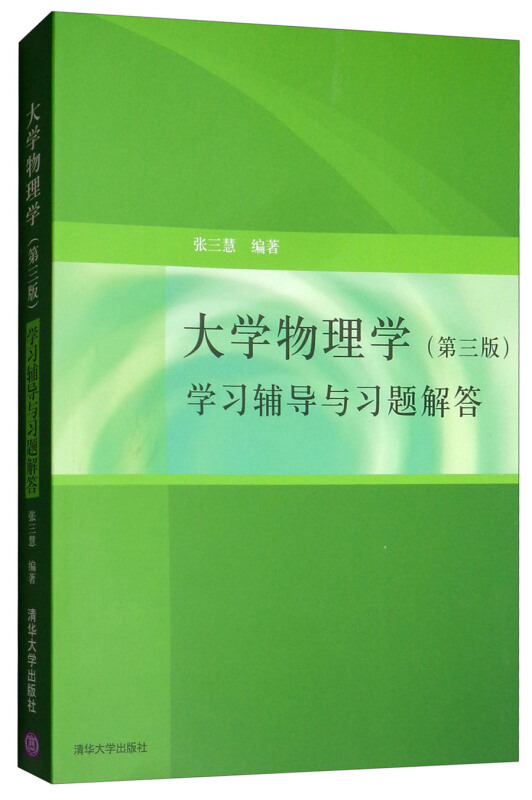 张三慧 编著
大学物理学(第三版)
学习辅导与习题解答
清华大学出版社
大学物理学(第三版)
学习辅导与习题解答
张三慧 编著
清华大学出版社